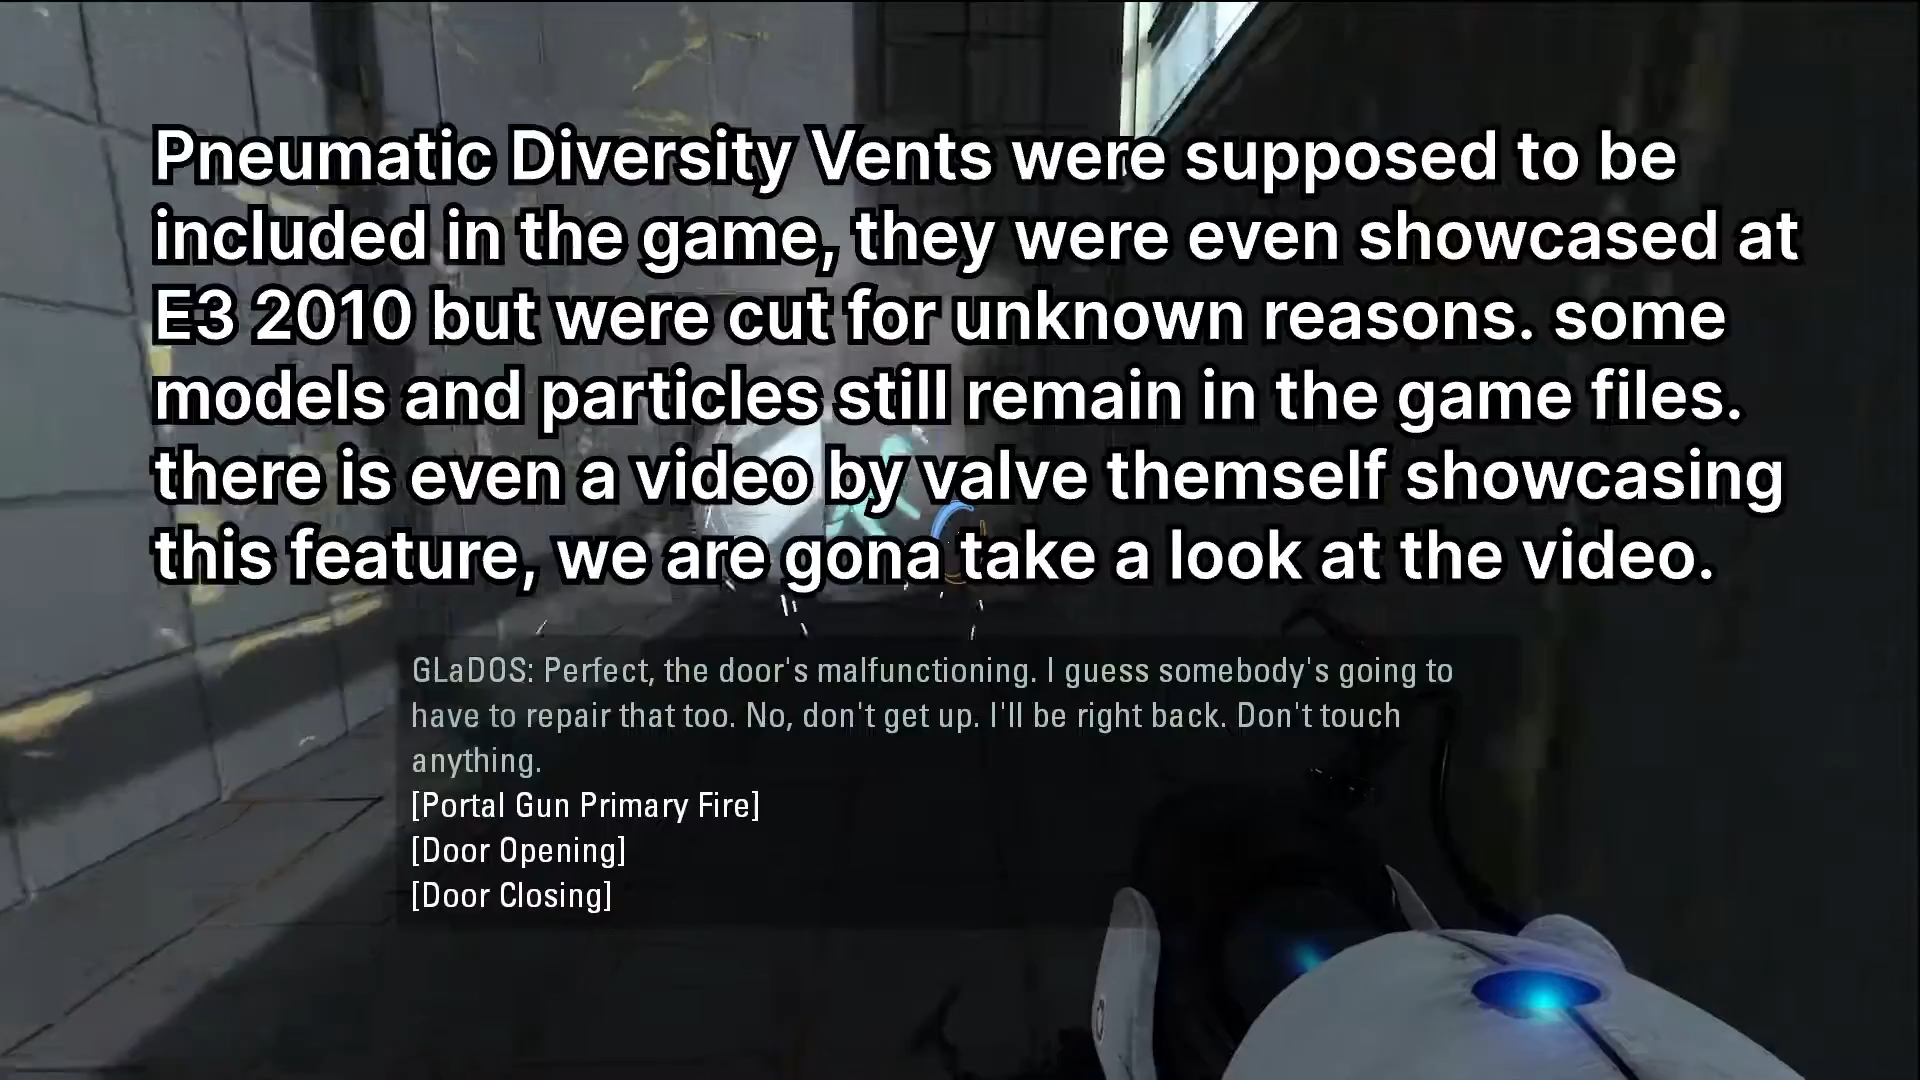 Pneumatic Diversity Vents were supposed to be
included in the game, they were even showcased at
E3 2010 but were cut for unknown reasons. some
models and particles still remain in the game files.
there is even a video by valve themself showcasing
this feature, we are gona take a look at the video.
GLaDOS: Perfect, the door's malfunctioning. I guess somebody's going to
have to repair that too. No, don't get up. I'll be right back. Don't touch
anything.
[Portal Gun Primary Fire]
[Door Opening]
[Door Closing]